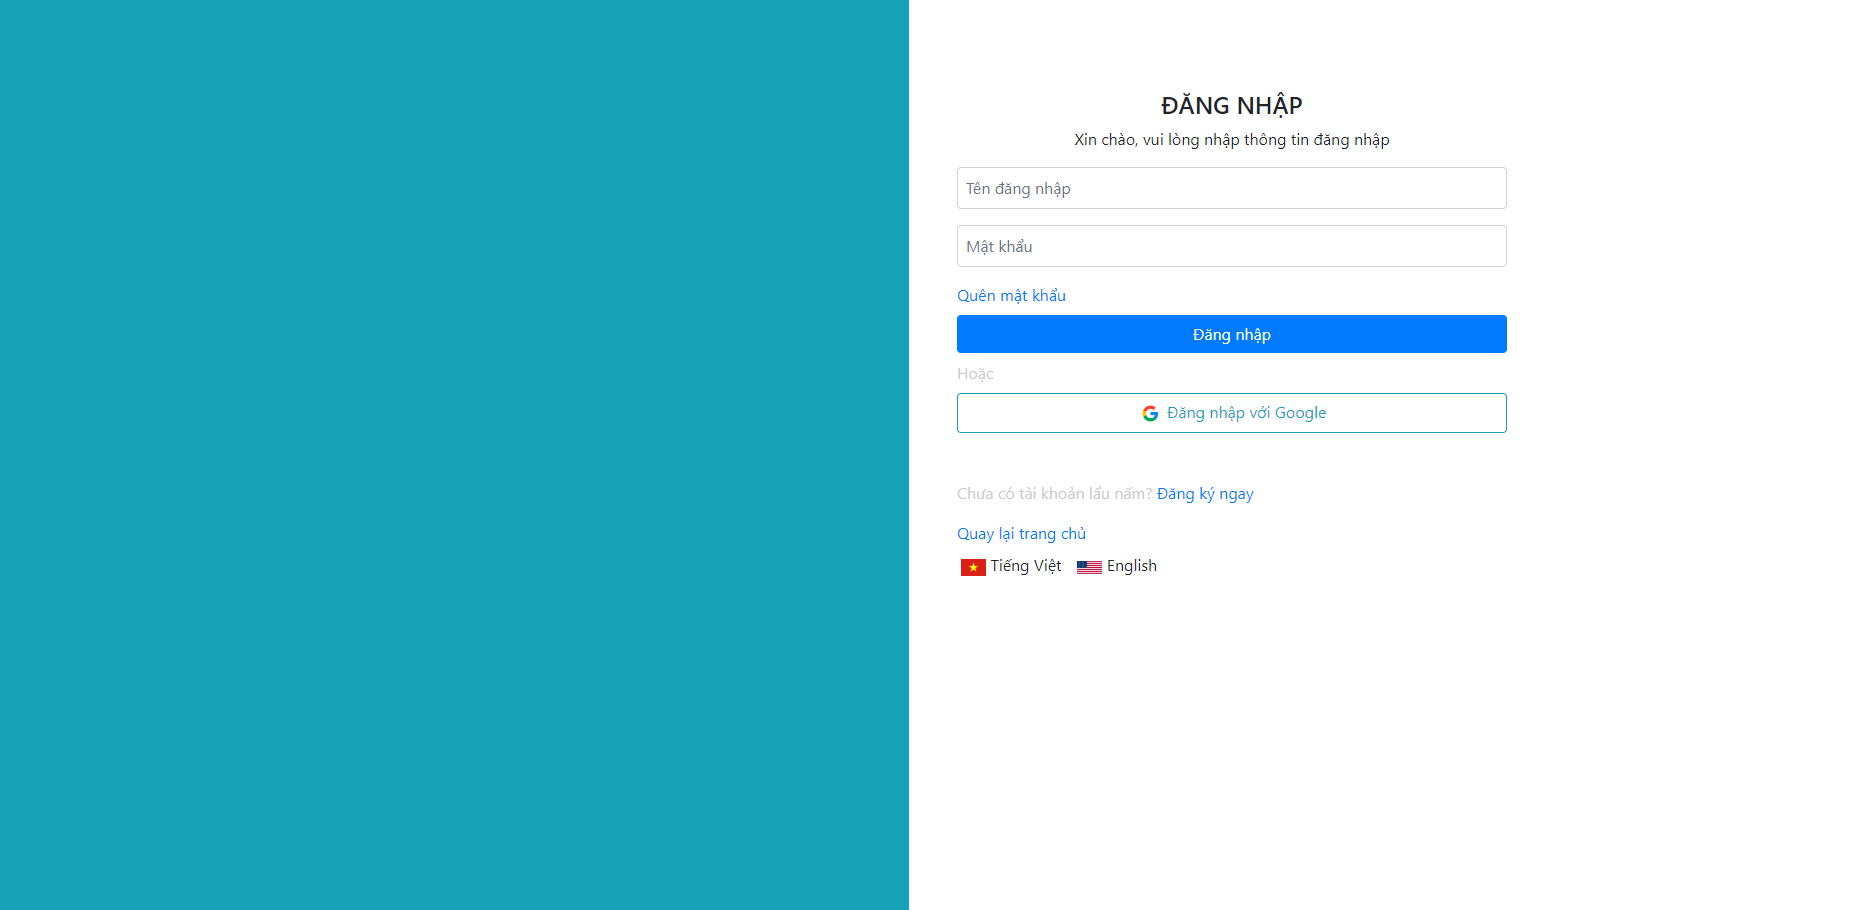 ĐĂNG NHẬP
Xin chào, vui lòng nhập thông tin đăng nhập
Tên đăng nhập
Mật khẩu
Quên mật khẩu
Đăng nhập
Hoặc
Đăng nhập với Google
Chưa có tài khoản lẩu nấm? Đăng ký ngay
Quay lại trang chủ
Tiếng Việt English